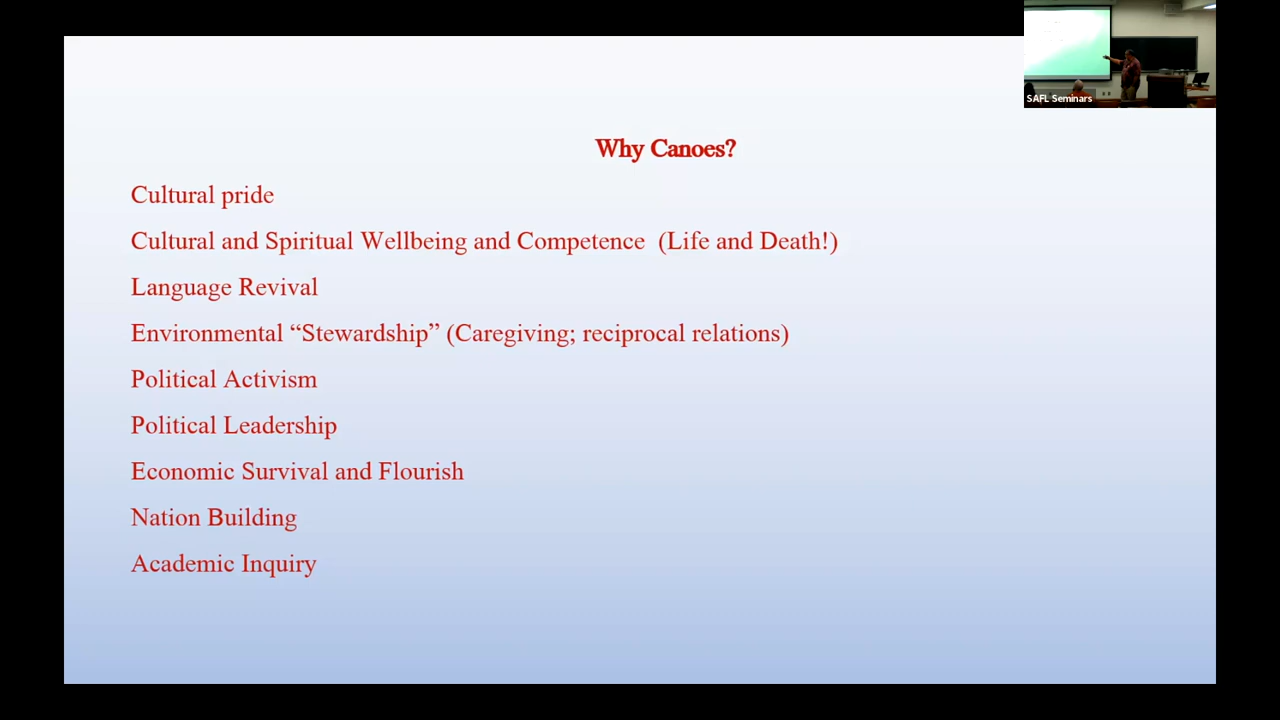 SAFL Seminars
Why Canoes?
Cultural pride
Cultural and Spiritual Wellbeing and Competence (Life and Death!)
Language Revival
Environmental “Stewardship” (Caregiving; reciprocal relations)
Political Activism
Political Leadership
Economic Survival and Flourish
Nation Building
Academic Inquiry